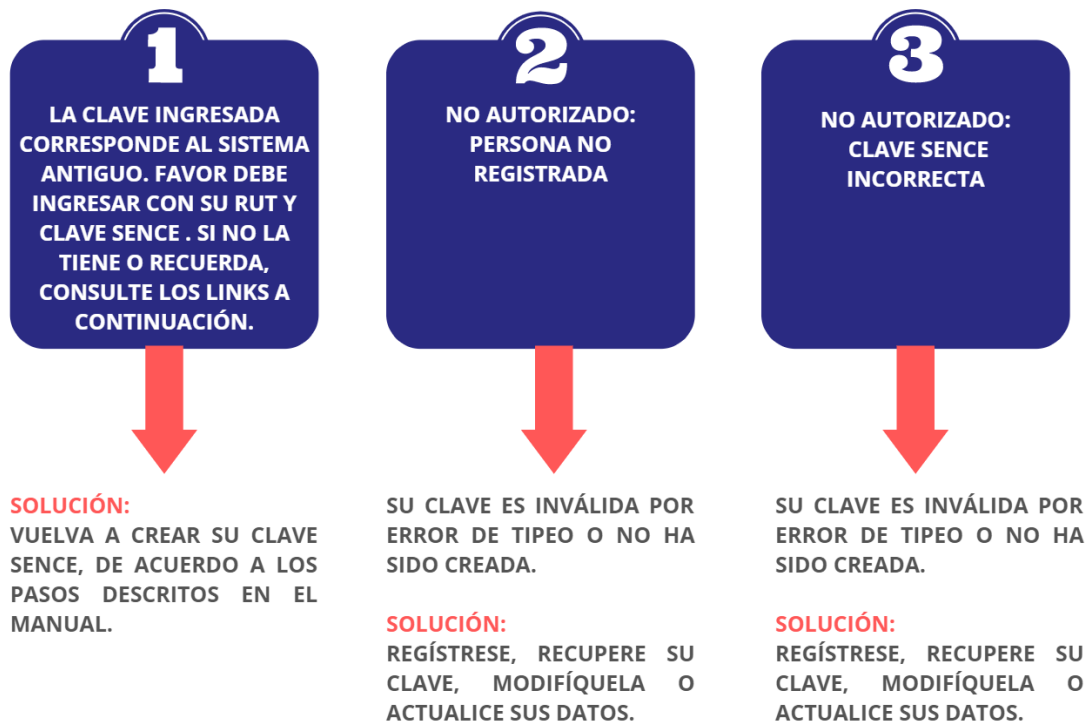 1
LA CLAVE INGRESADA
CORRESPONDE AL SISTEMA
ANTIGUO. FAVOR DEBE
INGRESAR CON SU RUT Y
CLAVE SENCE . SI NO LA
TIENE O RECUERDA,
CONSULTE LOS LINKS A
CONTINUACIÓN.
SOLUCIÓN:
VUELVA A CREAR SU CLAVE
SENCE, DE ACUERDO A LOS
PASOS DESCRITOS EN EL
MANUAL.
2
NO AUTORIZADO:
PERSONA NO
REGISTRADA
SU CLAVE ES INVÁLIDA POR
ERROR DE TIPEO O NO HA
SIDO CREADA.
SOLUCIÓN:
REGÍSTRESE, RECUPERE SU
CLAVE, MODIFÍQUELA O
ACTUALICE SUS DATOS.
3
NO AUTORIZADO:
CLAVE SENCE
INCORRECTA
SU CLAVE ES INVÁLIDA POR
ERROR DE TIPEO O NO HA
SIDO CREADA.
SOLUCIÓN:
REGÍSTRESE, RECUPERE SU
CLAVE, MODIFÍQUELA O
ACTUALICE SUS DATOS.